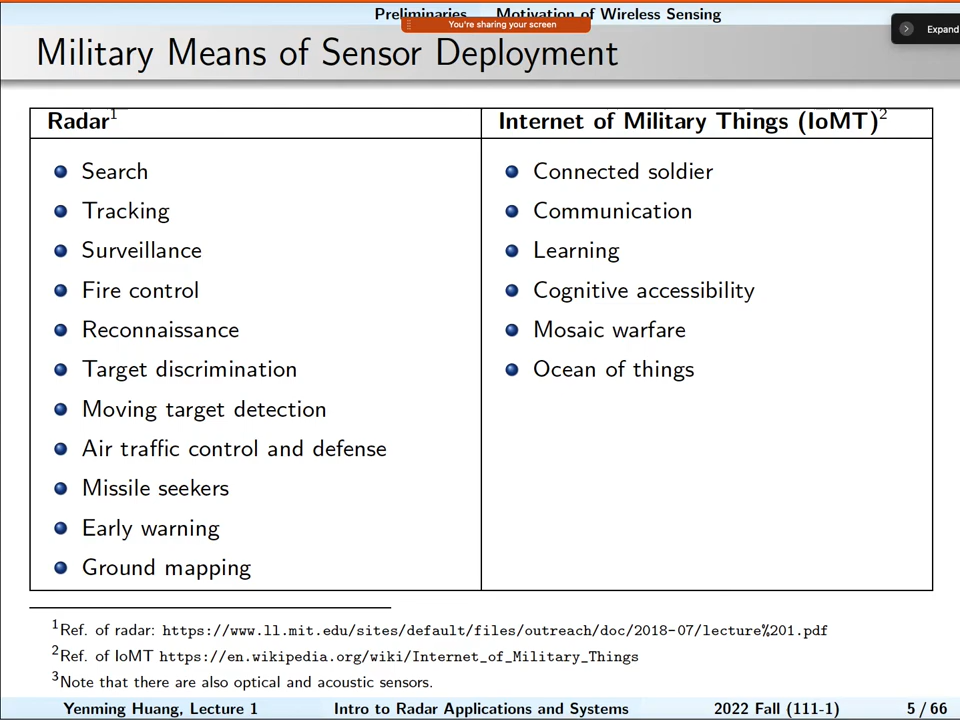 Preliminaries Motivation of Wireless Sensing
You're sharing your screen
Expand
Military Means of Sensor Deployment
Radar1
Search
Tracking
Surveillance
Fire control
Reconnaissance
Target discrimination
Moving target detection
Air traffic control and defense
Missile seekers
Early warning
Ground mapping
Internet of Military Things (IoMT)2
Connected soldier
Communication
Learning
Cognitive accessibility
Mosaic warfare
Ocean of things
1Ref. of radar: https://www.ll.mit.edu/sites/default/files/outreach/doc/2018-07/lecture%201.pdf
2Ref. of IoMT https://en.wikipedia.org/wiki/Internet_of_Military_Things
3Note that there are also optical and acoustic sensors.
Yenming Huang, Lecture 1 Intro to Radar Applications and Systems 2022 Fall (111-1) 5 / 66